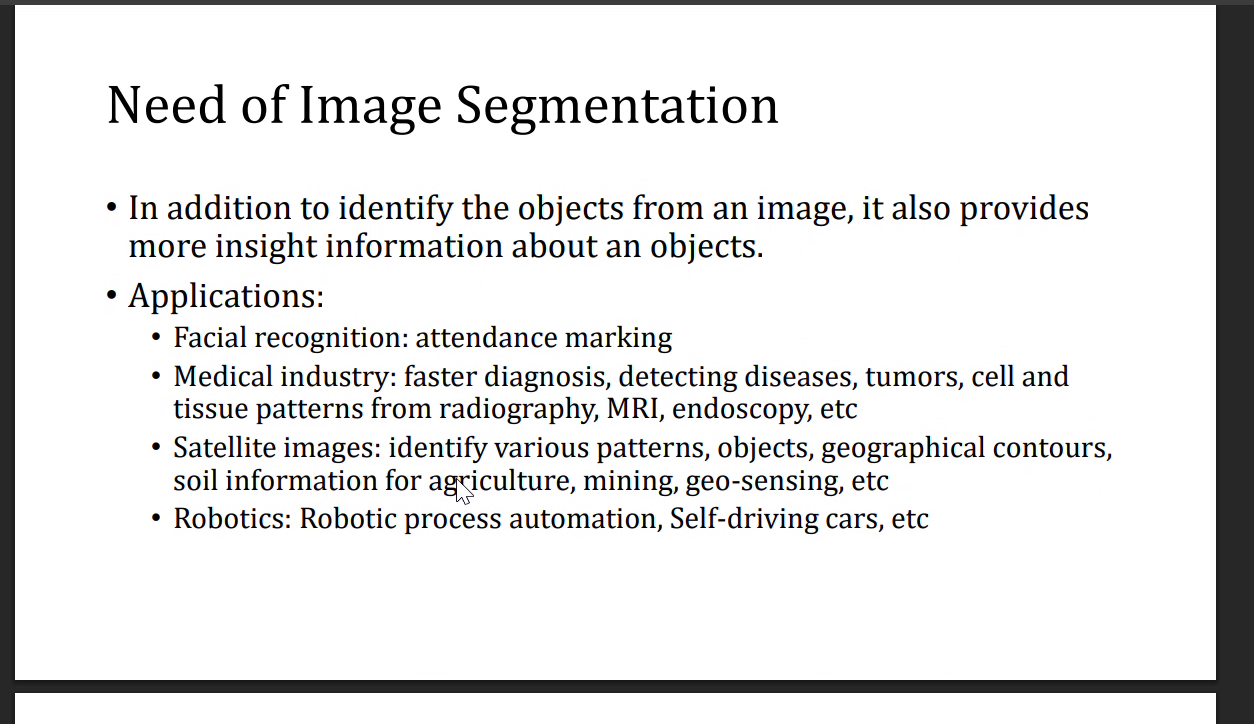 Need of Image Segmentation
• In addition to identify the objects from an image, it also provides
more insight information about an objects.
• Applications:
• Facial recognition: attendance marking
• Medical industry: faster diagnosis, detecting diseases, tumors, cell and
tissue patterns from radiography, MRI, endoscopy, etc
• Satellite images: identify various patterns, objects, geographical contours,
soil information for agriculture, mining, geo-sensing, etc
• Robotics: Robotic process automation, Self-driving cars, etc